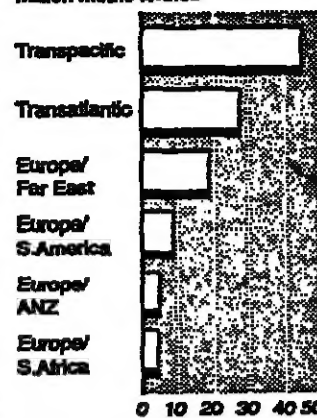 Transpacific
Transatlantic
Europe/
Far East
Europe/
S.America
Europe/
ANZ
Europe/
S.Africa
0 10 20 30 40 50